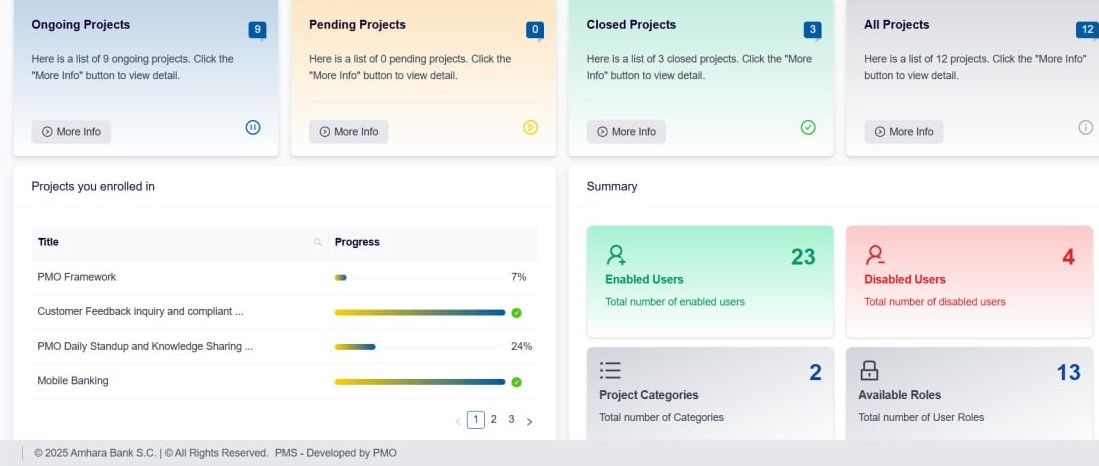 Ongoing Projects
9
Here is a list of 9 ongoing projects. Click the
"More Info" button to view detail.
More Info
Pending Projects
0
Here is a list of 0 pending projects. Click the
"More Info" button to view detail.
More Info
Closed Projects
3
Here is a list of 3 closed projects. Click the "More
Info" button to view detail.
More Info
All Projects
12
Here is a list of 12 projects. Click the "More Info"
button to view detail.
More Info
Projects you enrolled in
Title
Progress
PMO Framework
7%
Customer Feedback inquiry and compliant ...
PMO Daily Standup and Knowledge Sharing ...
24%
Mobile Banking
1 2 3
Summary
23
Enabled Users
Total number of enabled users
4
Disabled Users
Total number of disabled users
2
Project Categories
Total number of Categories
13
Available Roles
Total number of User Roles
© 2025 Amhara Bank S.C. | © All Rights Reserved. PMS - Developed by PMO